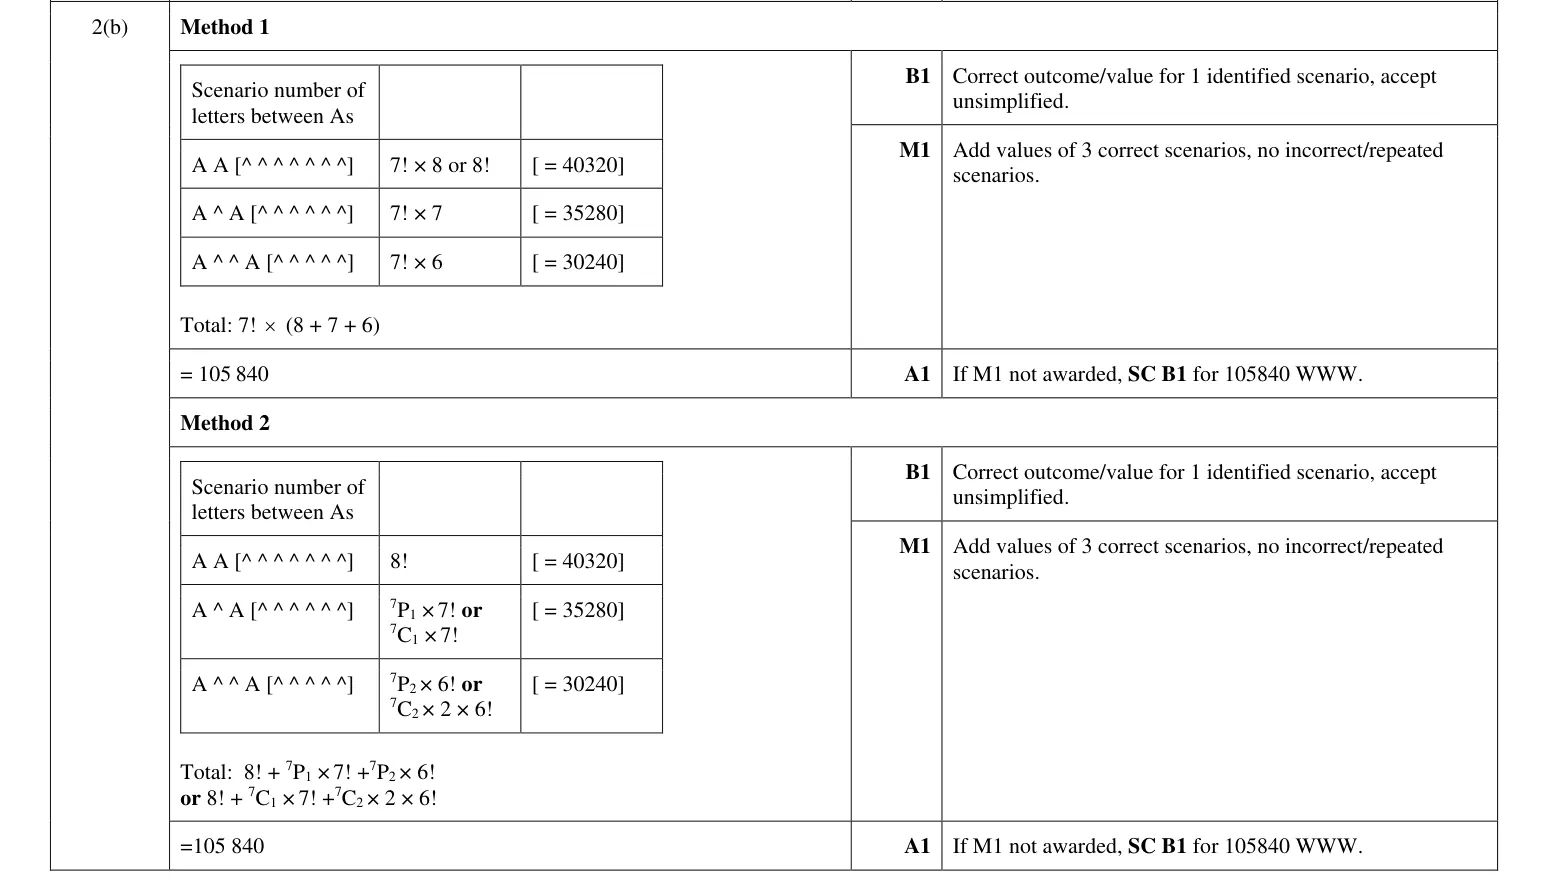 2(b)
Method 1
Scenario number of
letters between As
A A [^ ^ ^ ^ ^ ^ ^] 7! × 8 or 8! [ = 40320]
A ^ A [^ ^ ^ ^ ^ ^] 7! × 7 [ = 35280]
A ^ ^ A [^ ^ ^ ^ ^] 7! × 6 [ = 30240]
Total: 7! × (8 + 7 + 6)
B1 Correct outcome/value for 1 identified scenario, accept
unsimplified.
M1 Add values of 3 correct scenarios, no incorrect/repeated
scenarios.
= 105 840
A1 If M1 not awarded, SC B1 for 105840 WWW.
Method 2
Scenario number of
letters between As
A A [^ ^ ^ ^ ^ ^ ^] 8! [ = 40320]
A ^ A [^ ^ ^ ^ ^ ^] ⁷P₁ × 7! or [ = 35280]
⁷C₁ × 7!
A ^ ^ A [^ ^ ^ ^ ^] ⁷P₂ × 6! or [ = 30240]
⁷C₂ × 2 × 6!
Total: 8! + ⁷P₁ × 7! +⁷P₂ × 6!
or 8! + ⁷C₁ × 7! +⁷C₂ × 2 × 6!
B1 Correct outcome/value for 1 identified scenario, accept
unsimplified.
M1 Add values of 3 correct scenarios, no incorrect/repeated
scenarios.
=105 840
A1 If M1 not awarded, SC B1 for 105840 WWW.